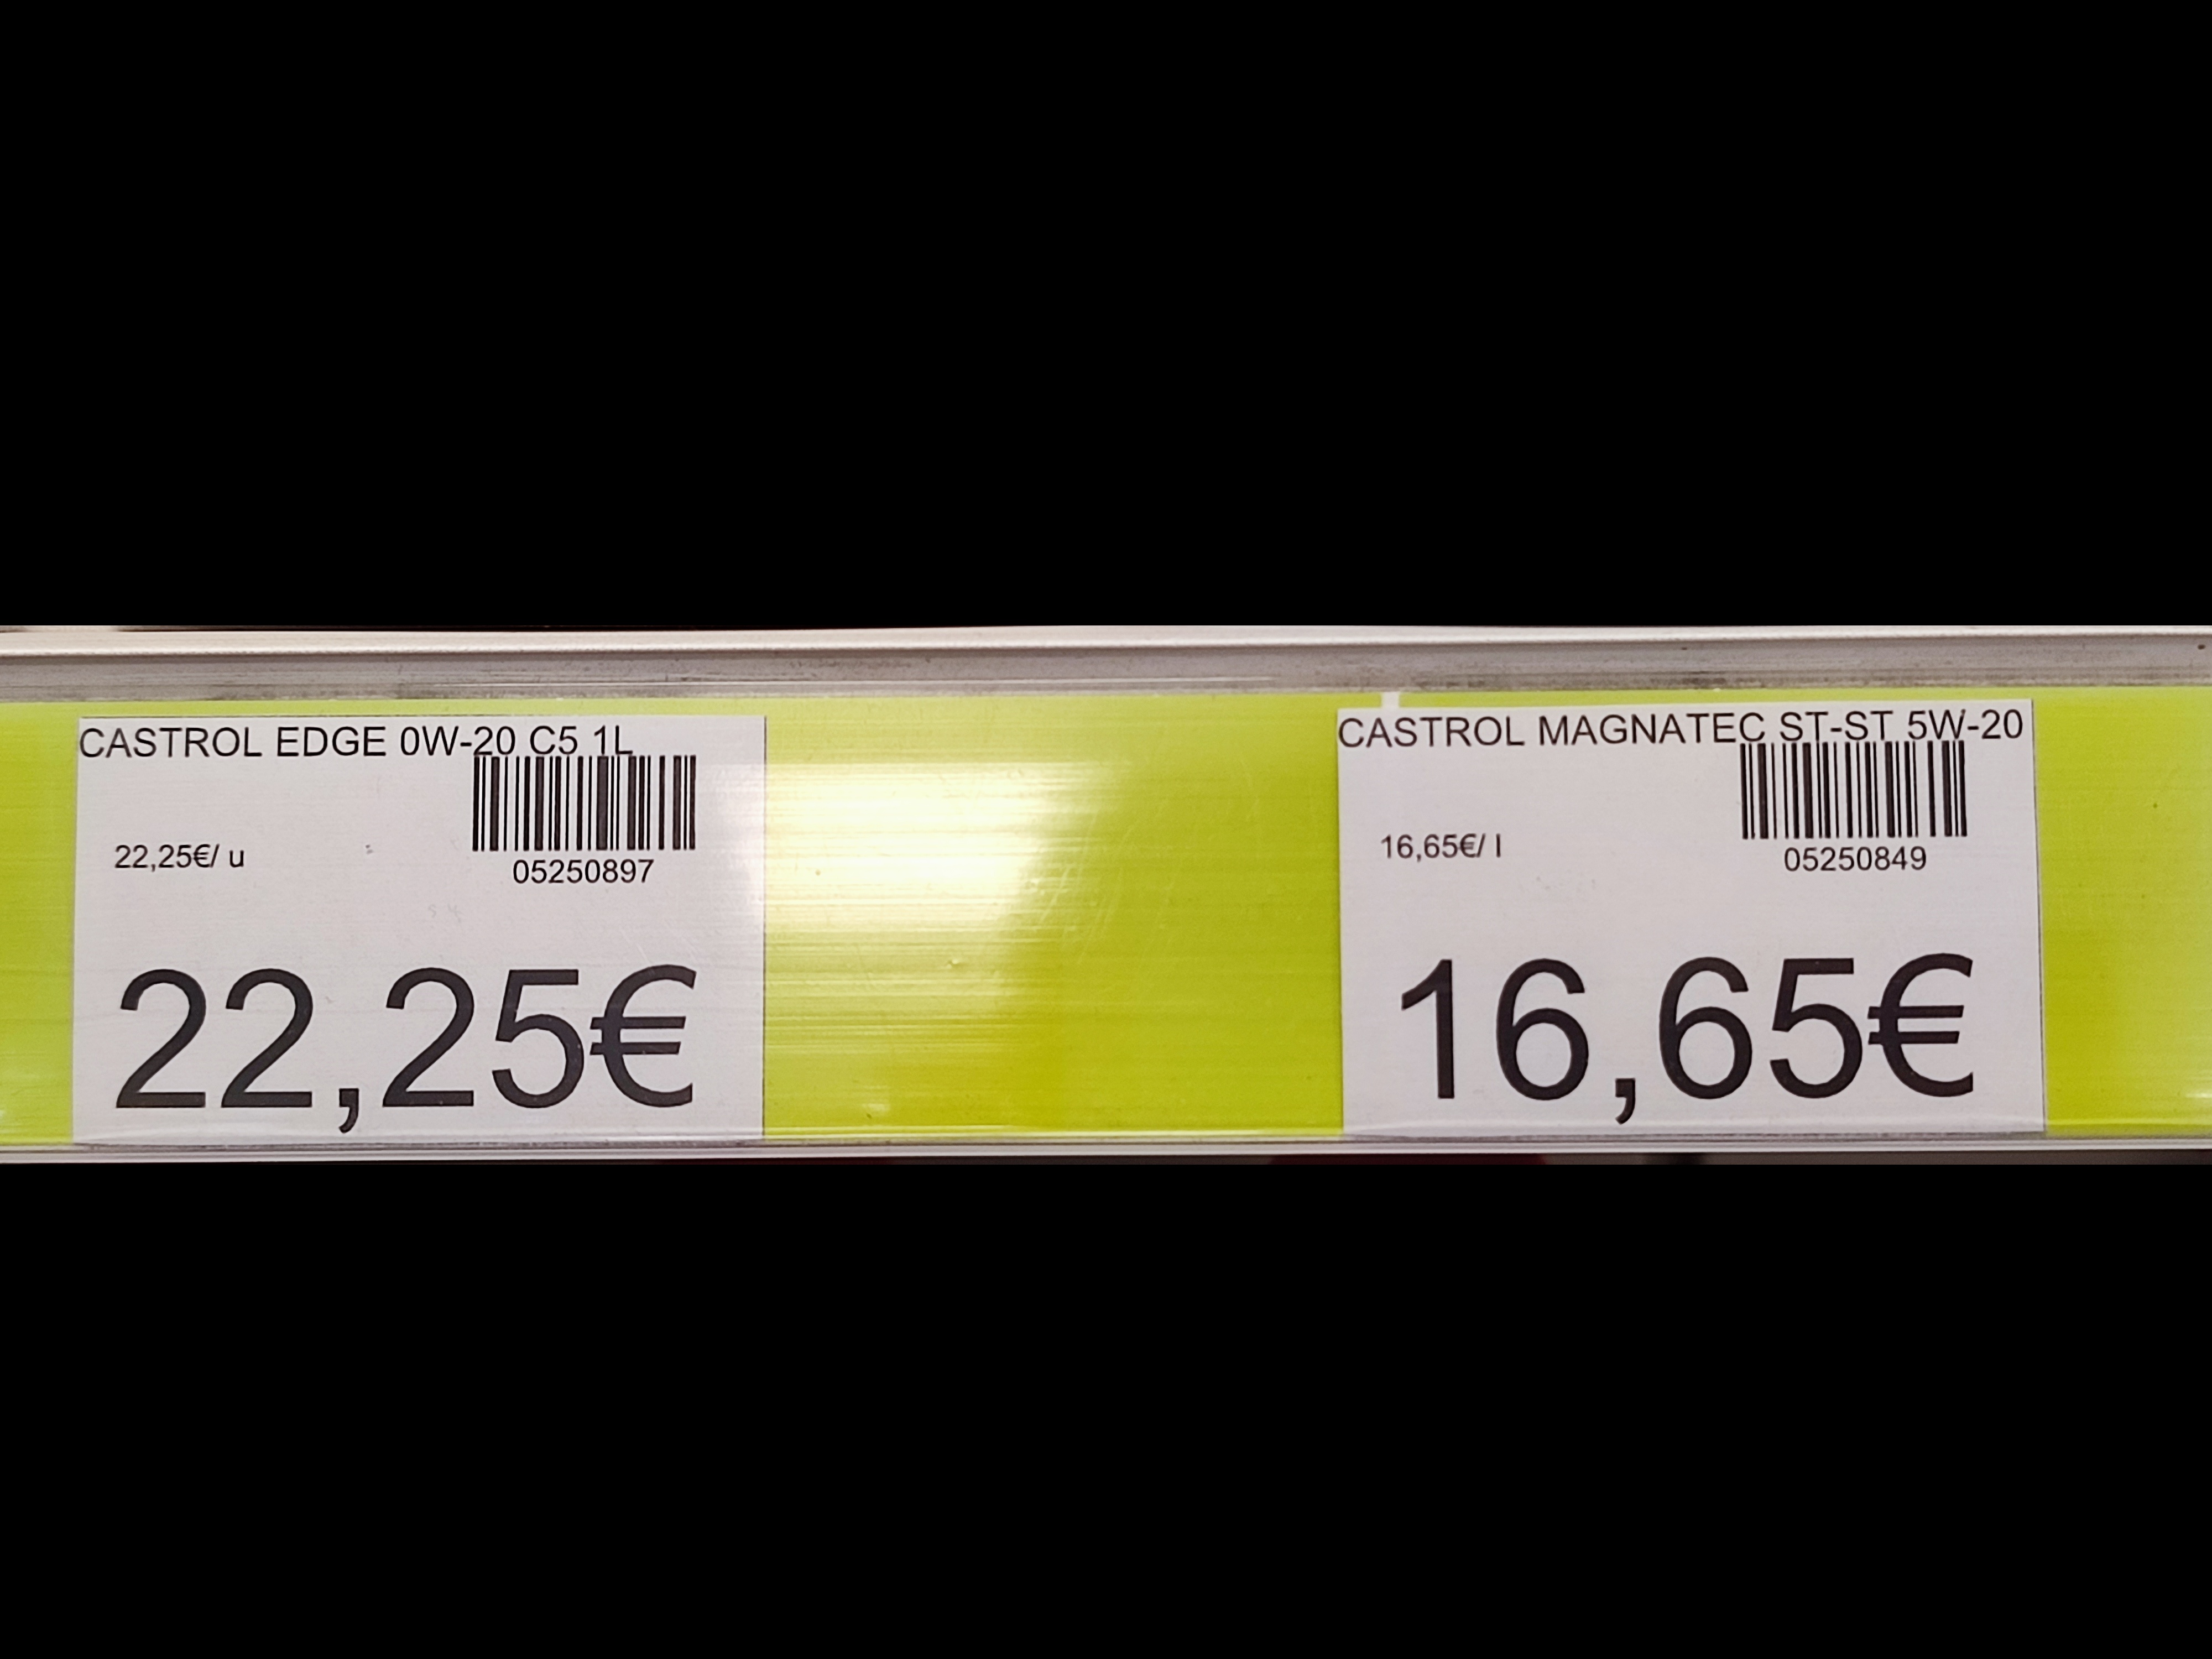 CASTROL EDGE 0W-20 C5 1L
22,25€/ u
05250897
22,25€
CASTROL MAGNATEC ST-ST 5W-20
16,65€/ l
05250849
16,65€